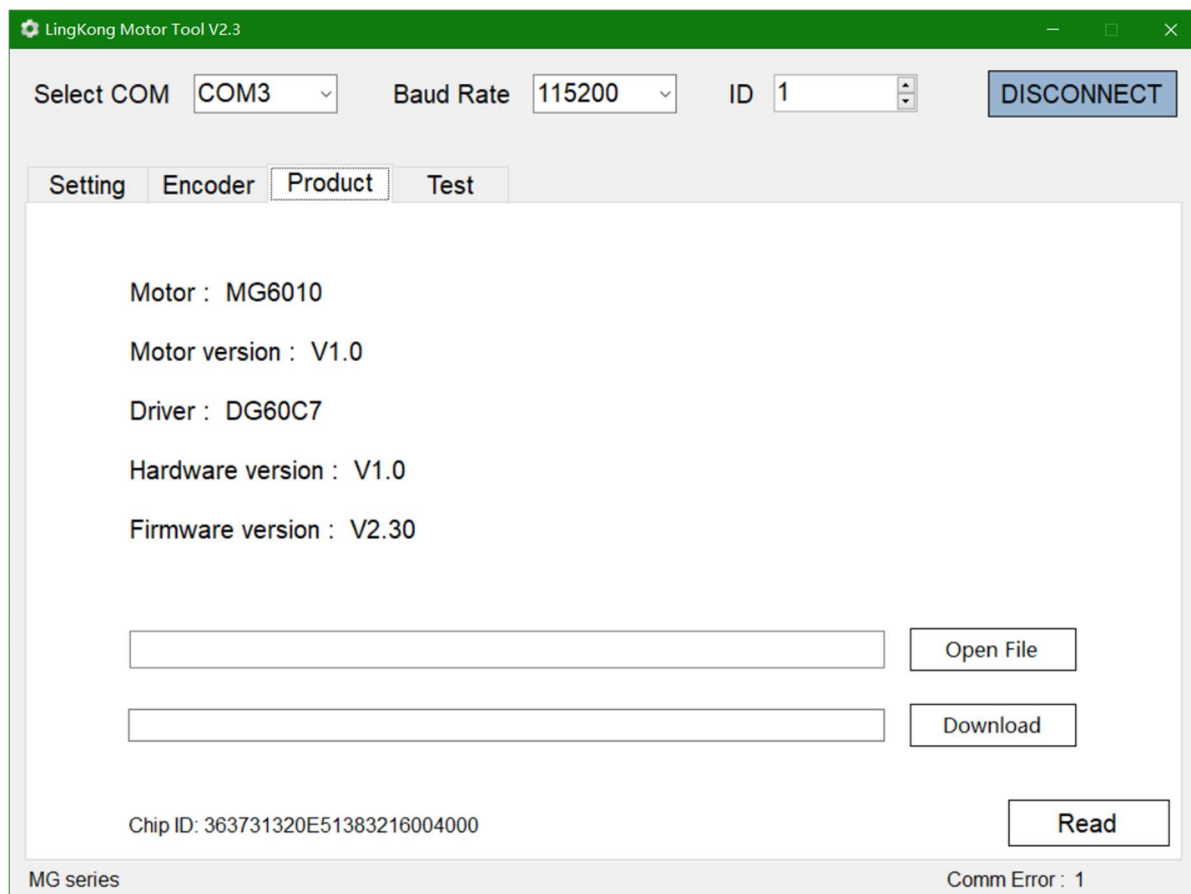 LingKong Motor Tool V2.3
Select COM COM3 Baud Rate 115200 ID 1 DISCONNECT
Setting Encoder Product Test
Motor : MG6010
Motor version : V1.0
Driver : DG60C7
Hardware version : V1.0
Firmware version : V2.30
Open File
Download
Chip ID: 363731320E51383216004000
Read
MG series Comm Error : 1